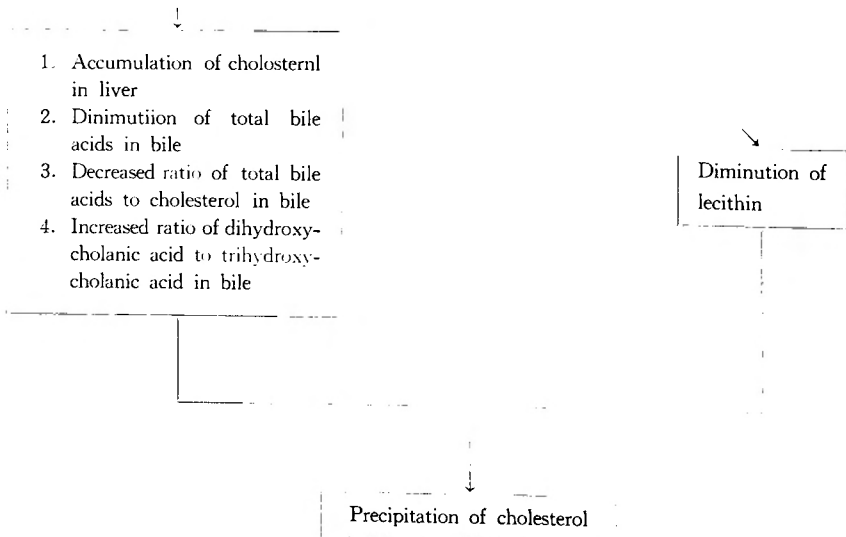 1. Accumulation of cholosternl
in liver
2. Dinimutiion of total bile
acids in bile
3. Decreased ratio of total bile
acids to cholesterol in bile
4. Increased ratio of dihydroxy-
cholanic acid to trihydroxy-
cholanic acid in bile
Diminution of
lecithin
Precipitation of cholesterol